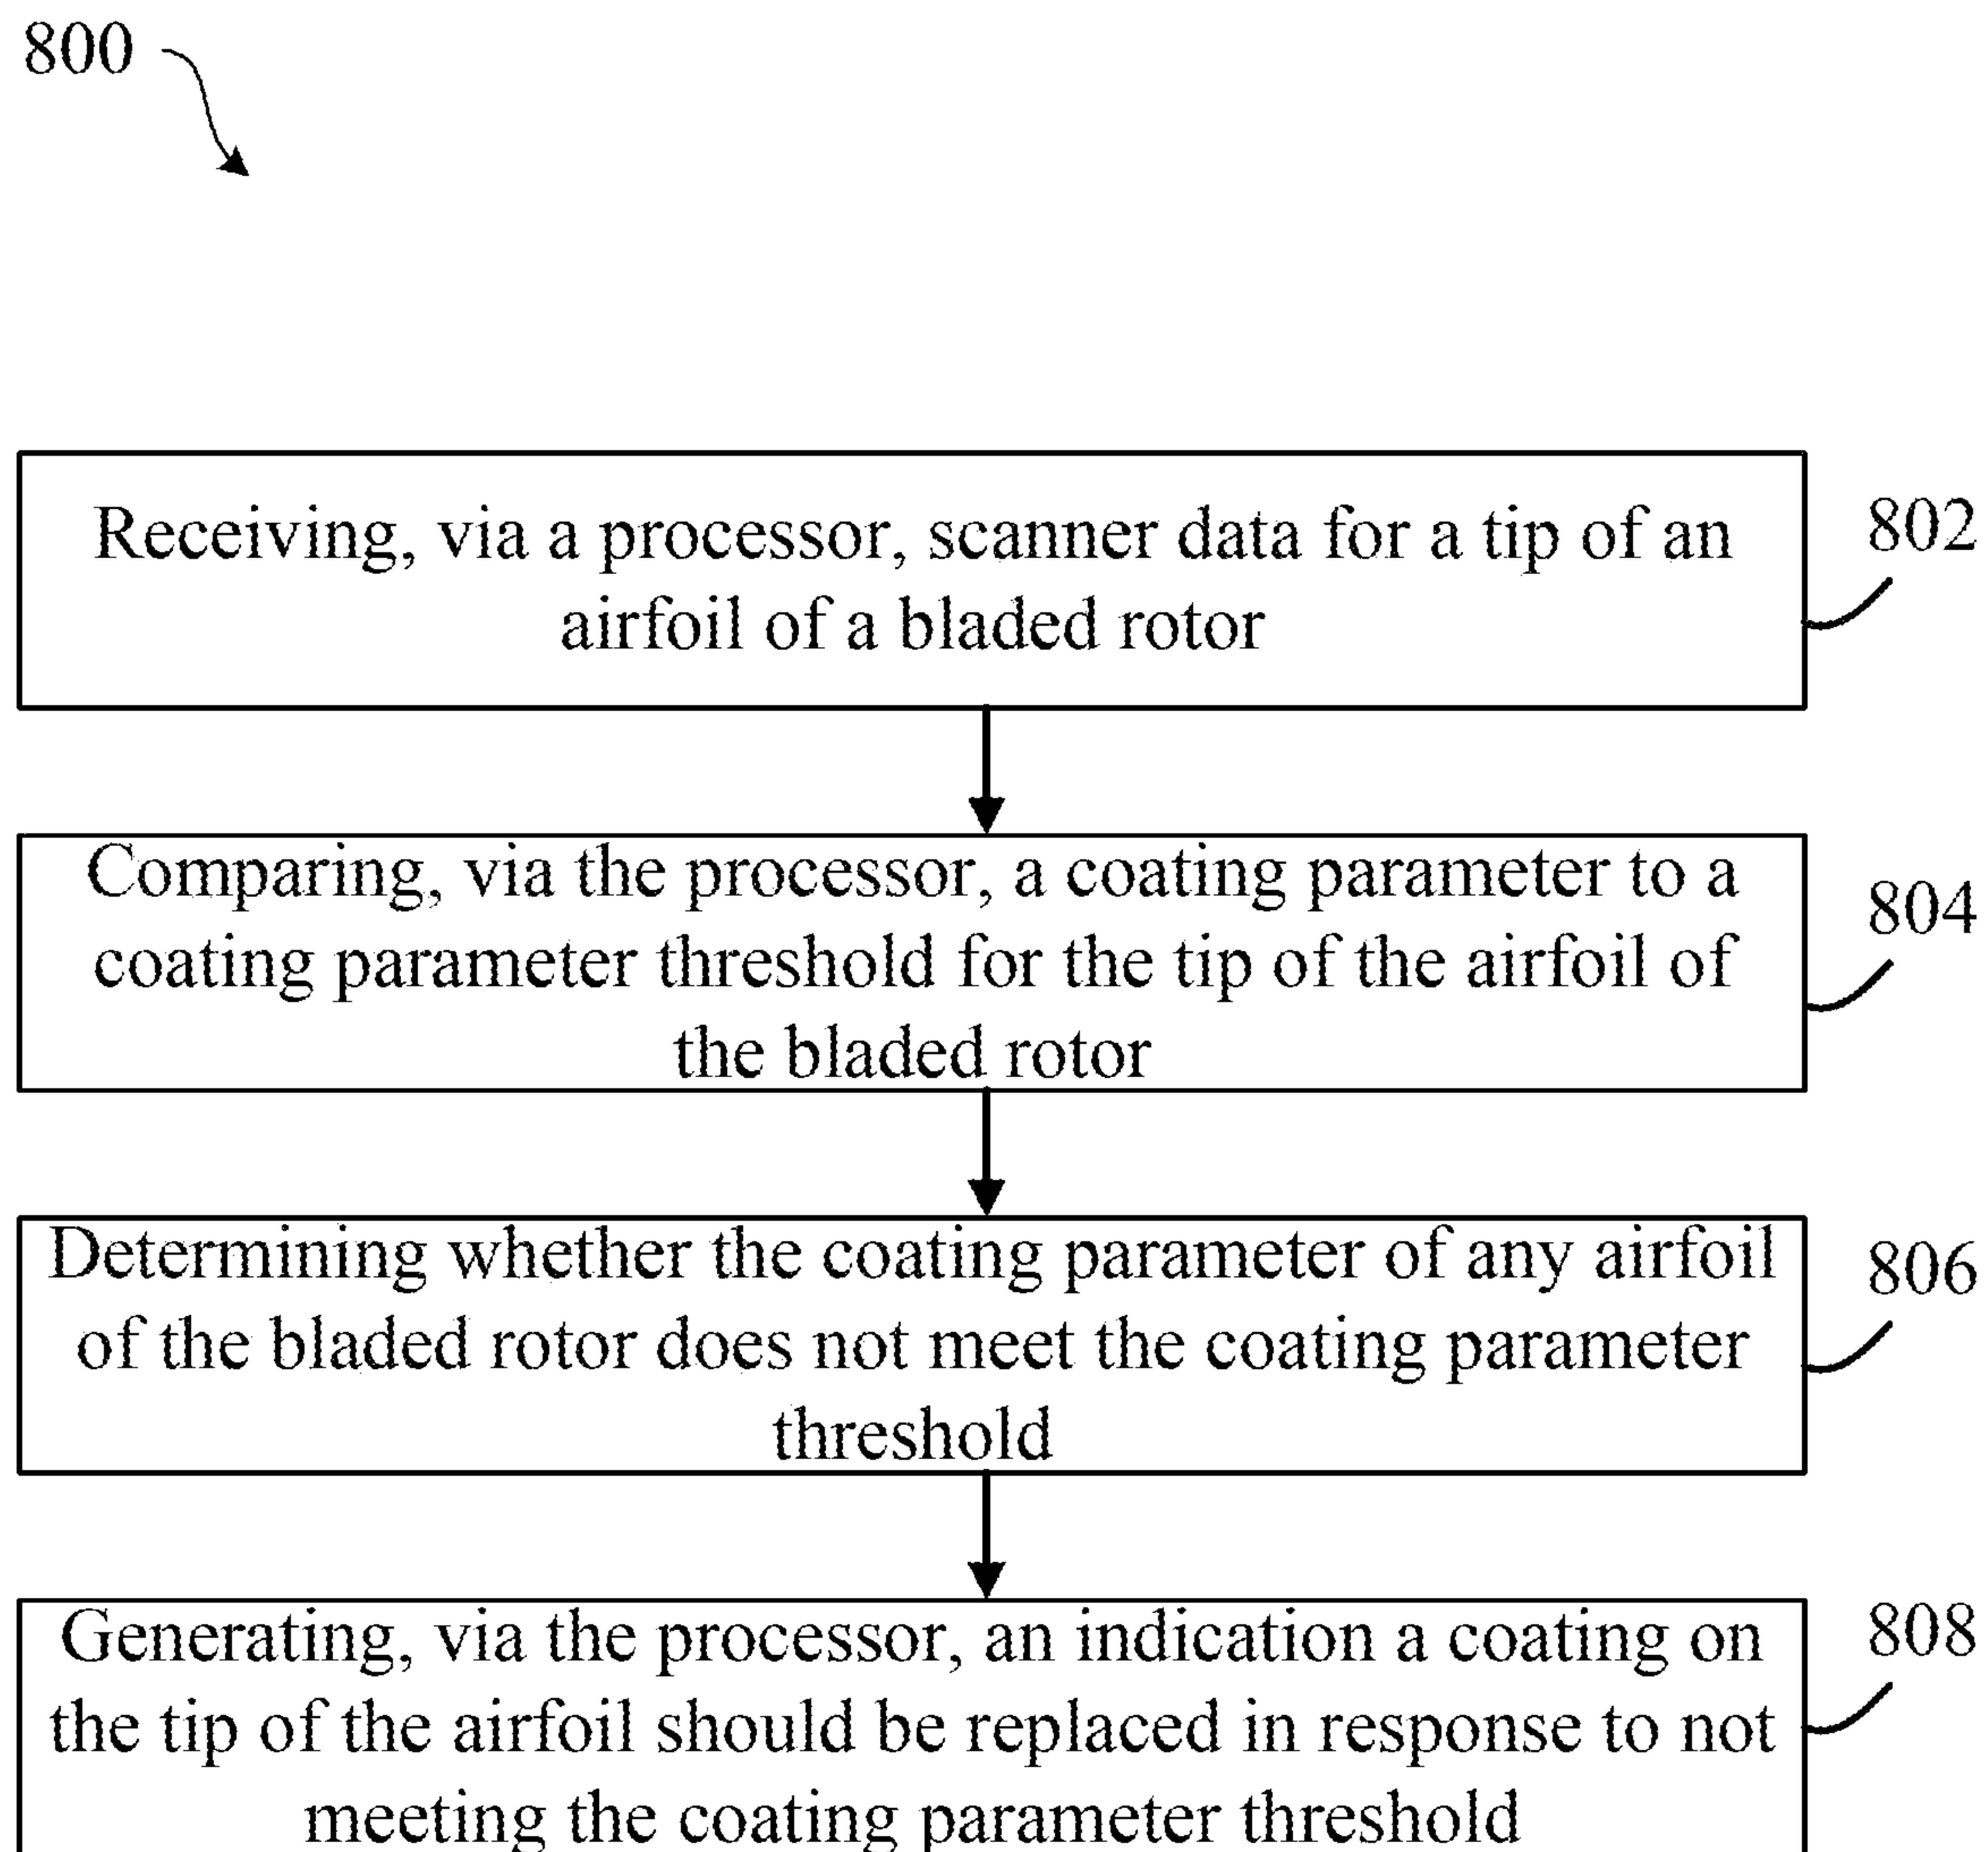 800
Receiving, via a processor, scanner data for a tip of an
airfoil of a bladed rotor
802
Comparing, via the processor, a coating parameter to a
coating parameter threshold for the tip of the airfoil of
the bladed rotor
804
Determining whether the coating parameter of any airfoil
of the bladed rotor does not meet the coating parameter
threshold
806
Generating, via the processor, an indication a coating on
the tip of the airfoil should be replaced in response to not
meeting the coating parameter threshold
808